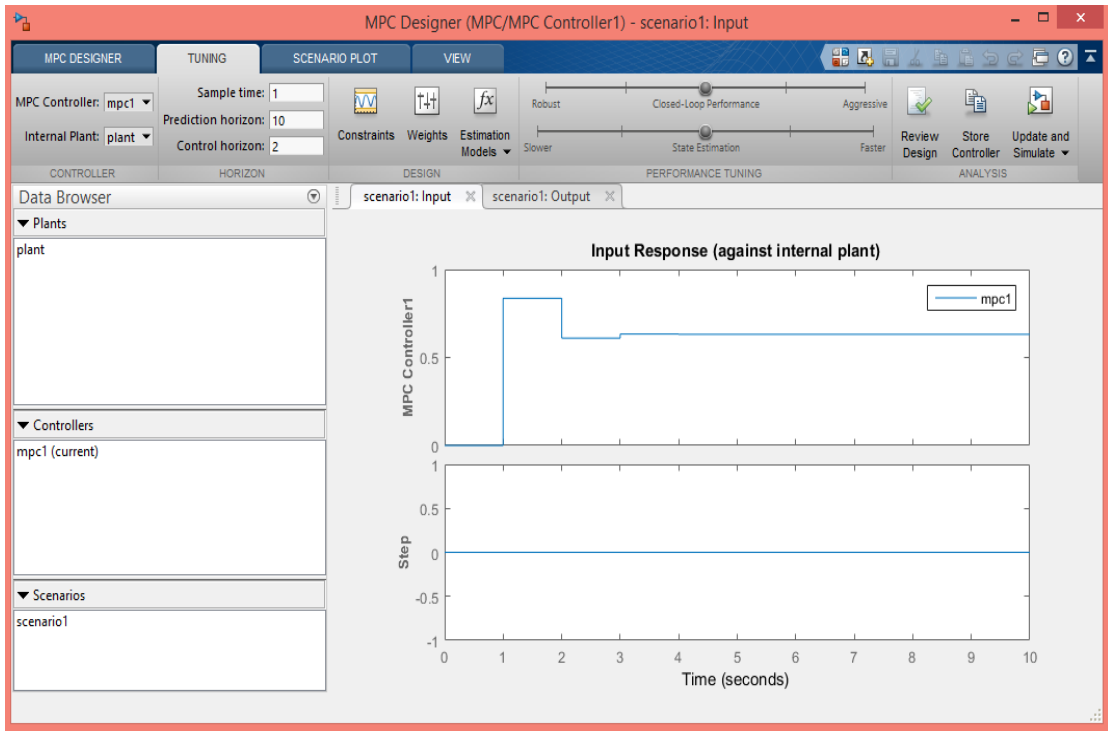 MPC Designer (MPC/MPC Controller1) - scenario1: Input
MPC DESIGNER TUNING SCENARIO PLOT VIEW
MPC Controller: mpc1
Internal Plant: plant
CONTROLLER
Sample time: 1
Prediction horizon: 10
Control horizon: 2
HORIZON
Constraints
Weights
Estimation
Models
DESIGN
Robust Closed-Loop Performance Aggressive
Slower State Estimation Faster
PERFORMANCE TUNING
Review
Design
Store
Controller
Update and
Simulate
ANALYSIS
Data Browser
Plants
plant
Controllers
mpc1 (current)
Scenarios
scenario1
scenario1: Input
scenario1: Output
Input Response (against internal plant)
MPC Controller1
1
0.5
0
mpc1
Step
1
0.5
0
-0.5
-1
0 1 2 3 4 5 6 7 8 9 10
Time (seconds)